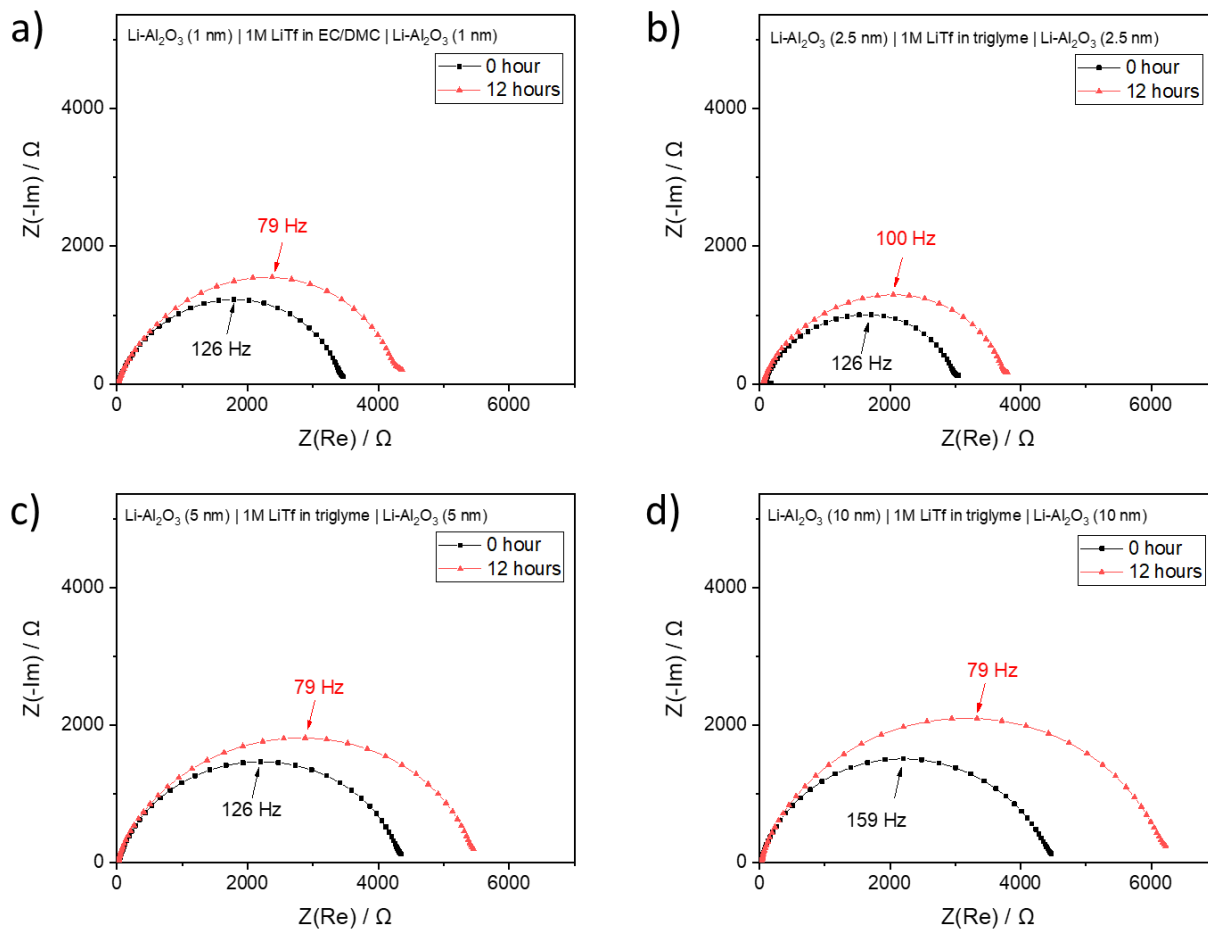 a)
Li-Al₂O₃ (1 nm) | 1M LiTf in EC/DMC | Li-Al₂O₃ (1 nm)
0 hour
12 hours
4000
2000
0
Z(-Im) / Ω
79 Hz
126 Hz
0
2000
4000
6000
Z(Re) / Ω
b)
Li-Al₂O₃ (2.5 nm) | 1M LiTf in triglyme | Li-Al₂O₃ (2.5 nm)
0 hour
12 hours
4000
2000
0
Z(-Im) / Ω
100 Hz
126 Hz
0
2000
4000
6000
Z(Re) / Ω
c)
Li-Al₂O₃ (5 nm) | 1M LiTf in triglyme | Li-Al₂O₃ (5 nm)
0 hour
12 hours
4000
2000
0
Z(-Im) / Ω
79 Hz
126 Hz
0
2000
4000
6000
Z(Re) / Ω
d)
Li-Al₂O₃ (10 nm) | 1M LiTf in triglyme | Li-Al₂O₃ (10 nm)
0 hour
12 hours
4000
2000
0
Z(-Im) / Ω
79 Hz
159 Hz
0
2000
4000
6000
Z(Re) / Ω